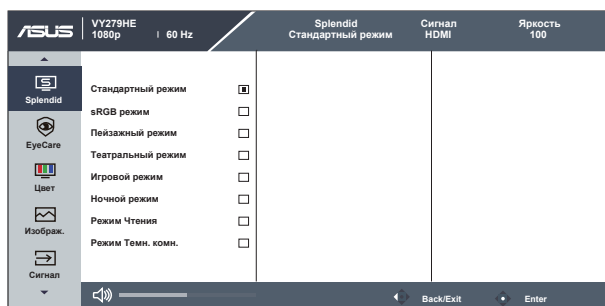 ASUS
VY279HE
1080p | 60 Hz
Splendid
Стандартный режим
Сигнал
HDMI
Яркость
100
Splendid
EyeCare
Цвет
Изображ.
Сигнал
Стандартный режим
sRGB режим
Пейзажный режим
Театральный режим
Игровой режим
Ночной режим
Режим Чтения
Режим Темн. комн.
Back/Exit
Enter